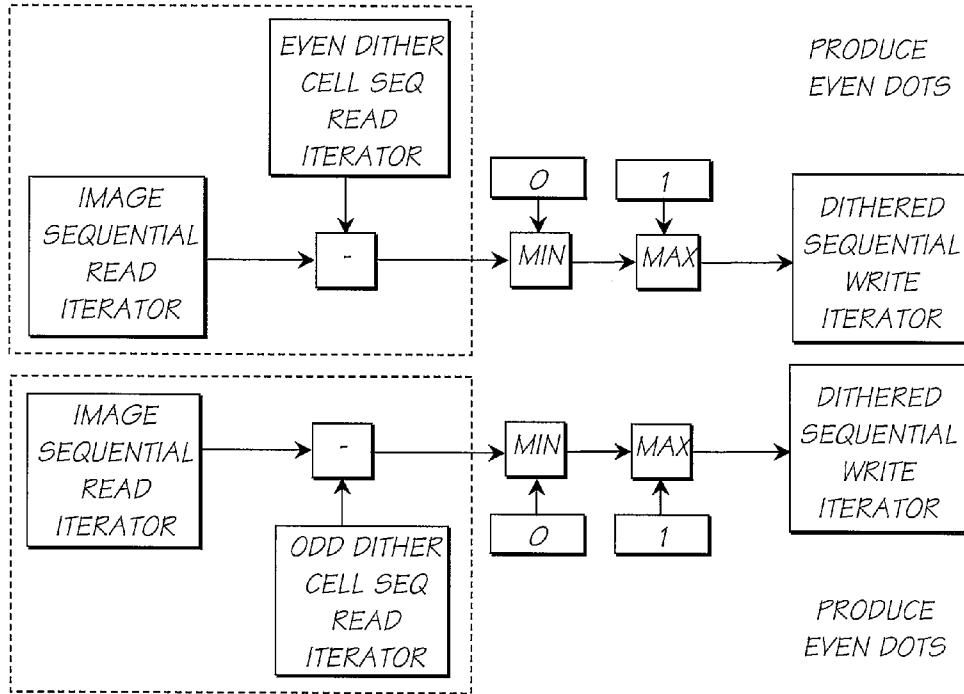 EVEN DITHER
CELL SEQ
READ
ITERATOR
PRODUCE
EVEN DOTS
IMAGE
SEQUENTIAL
READ
ITERATOR
-
0
1
MIN
MAX
DITHERED
SEQUENTIAL
WRITE
ITERATOR
IMAGE
SEQUENTIAL
READ
ITERATOR
-
MIN
MAX
0
1
DITHERED
SEQUENTIAL
WRITE
ITERATOR
ODD DITHER
CELL SEQ
READ
ITERATOR
PRODUCE
EVEN DOTS